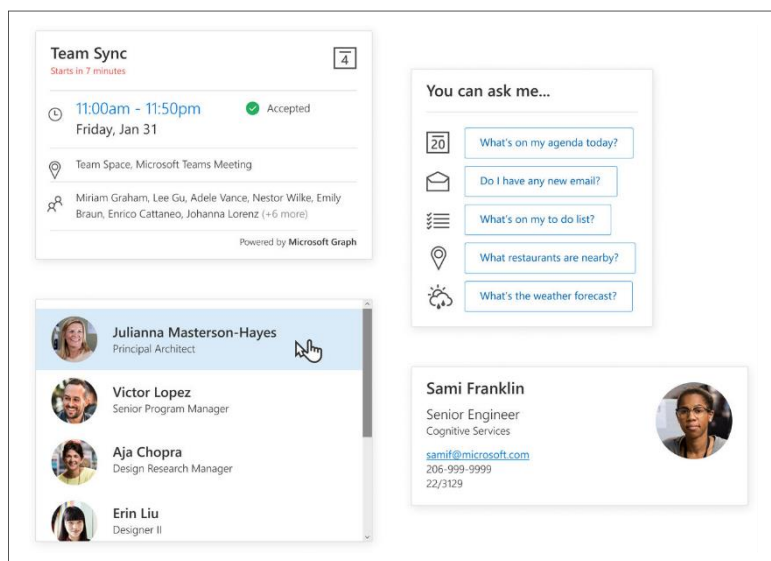 Team Sync
Starts in 7 minutes
4
11:00am - 11:50pm
Accepted
Friday, Jan 31
Team Space, Microsoft Teams Meeting
Miriam Graham, Lee Gu, Adele Vance, Nestor Wilke, Emily
Braun, Enrico Cattaneo, Johanna Lorenz (+6 more)
Powered by Microsoft Graph
You can ask me...
20
What's on my agenda today?
Do I have any new email?
What's on my to do list?
What restaurants are nearby?
What's the weather forecast?
Julianna Masterson-Hayes
Principal Architect
Victor Lopez
Senior Program Manager
Aja Chopra
Design Research Manager
Erin Liu
Designer II
Sami Franklin
Senior Engineer
Cognitive Services
samif@microsoft.com
206-999-9999
22/3129